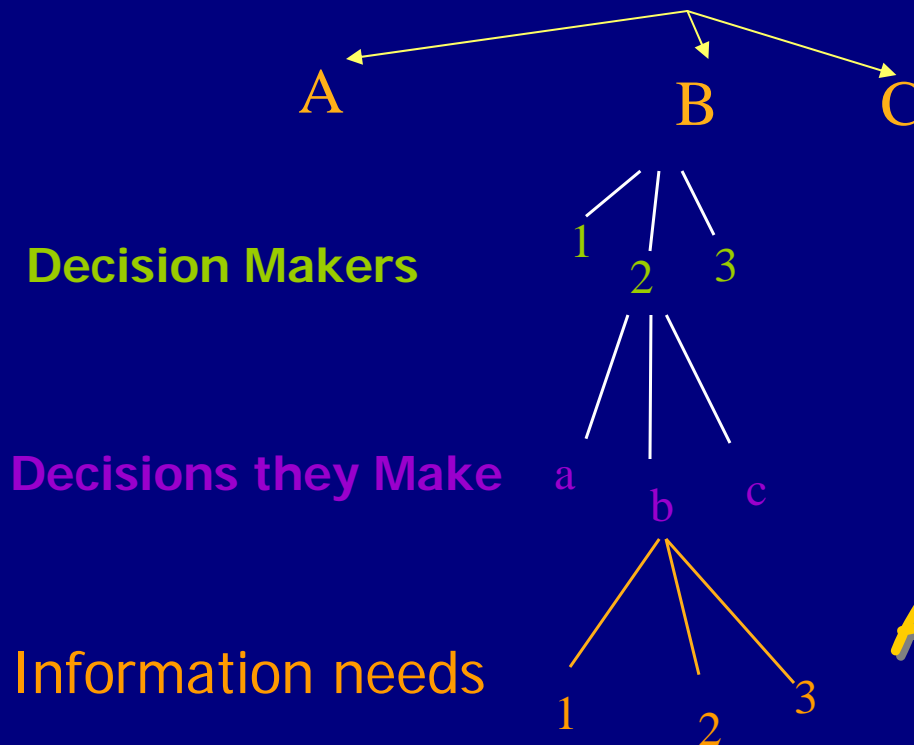 A B C
1 2 3
Decision Makers
a b c
Decisions they Make
1 2 3
Information needs